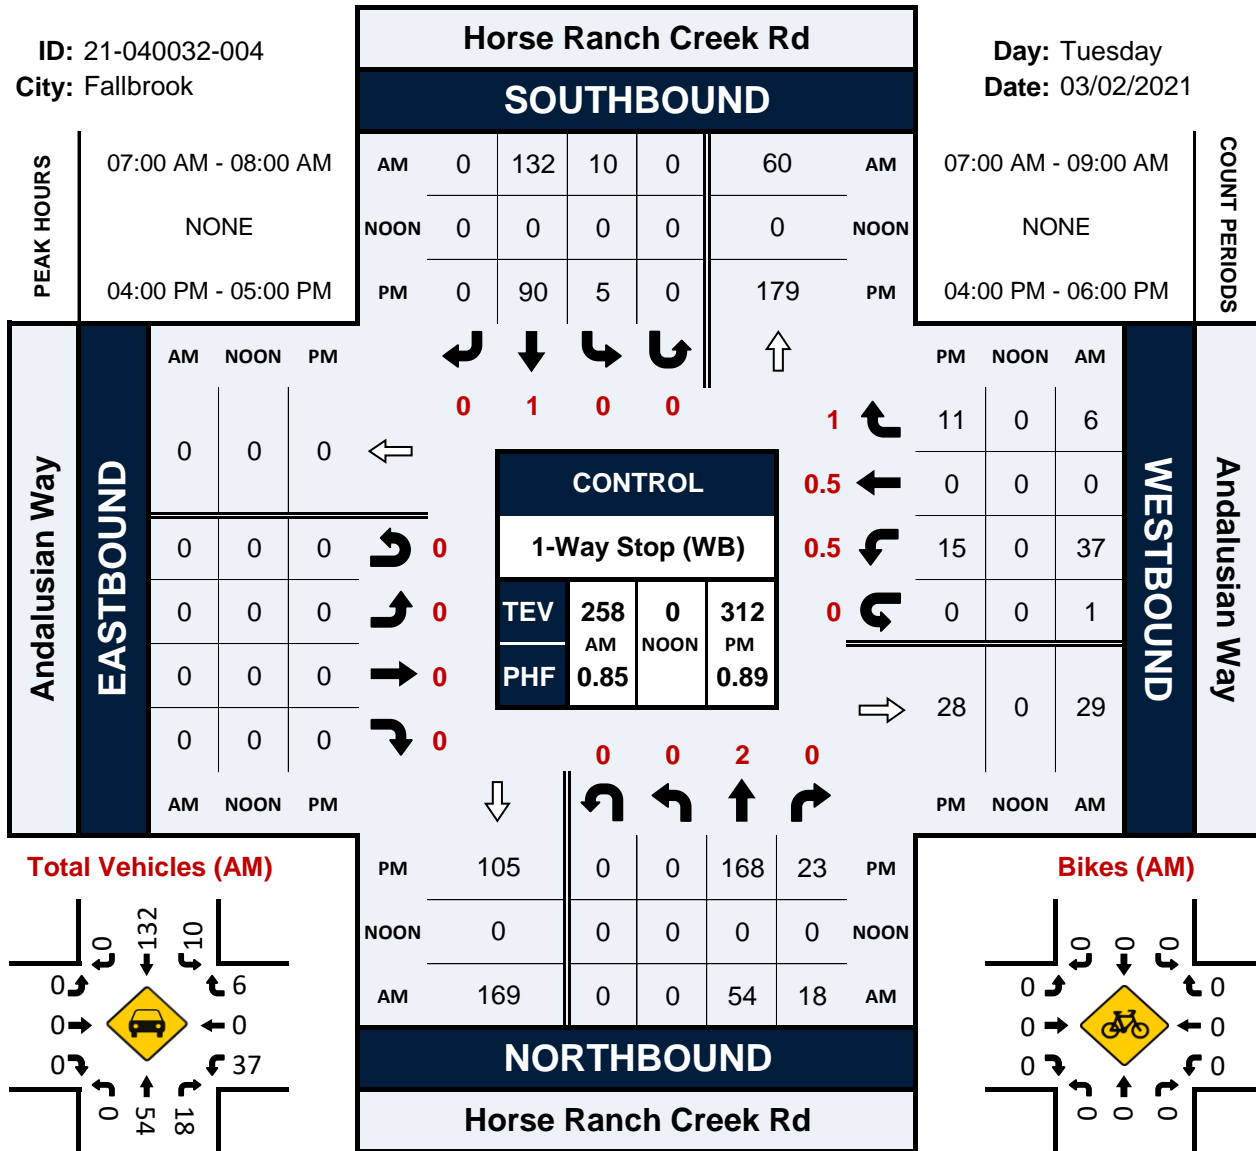 Horse Ranch Creek Rd
ID: 21-040032-004
Day: Tuesday
City: Fallbrook
Date: 03/02/2021
SOUTHBOUND
PEAK HOURS
07:00 AM - 08:00 AM
NONE
04:00 PM - 05:00 PM
AM 0 132 10 0 60 AM
NOON 0 0 0 0 0 NOON
PM 0 90 5 0 179 PM
07:00 AM - 09:00 AM
NONE
04:00 PM - 06:00 PM
COUNT PERIODS
0 1 0 0
Andalusian Way
EASTBOUND
AM NOON PM
0 0 0
0 0 0 0
0 0 0 0
0 0 0 0
0 0 0 0
AM NOON PM
CONTROL
1-Way Stop (WB)
TEV 258 0 312
AM NOON PM
PHF 0.85 0.89
PM NOON AM
1 11 0 6
0.5 0 0 0
0.5 15 0 37
0 0 0 1
28 0 29
PM NOON AM
WESTBOUND
Andalusian Way
0 0 2 0
PM 105 0 0 168 23 PM
NOON 0 0 0 0 0 NOON
AM 169 0 0 54 18 AM
NORTHBOUND
Horse Ranch Creek Rd
Total Vehicles (AM)
0 132 10
0 6
0 0
0 37
0 54 18
Bikes (AM)
0 0 0
0 0
0 0
0 0
0 0 0